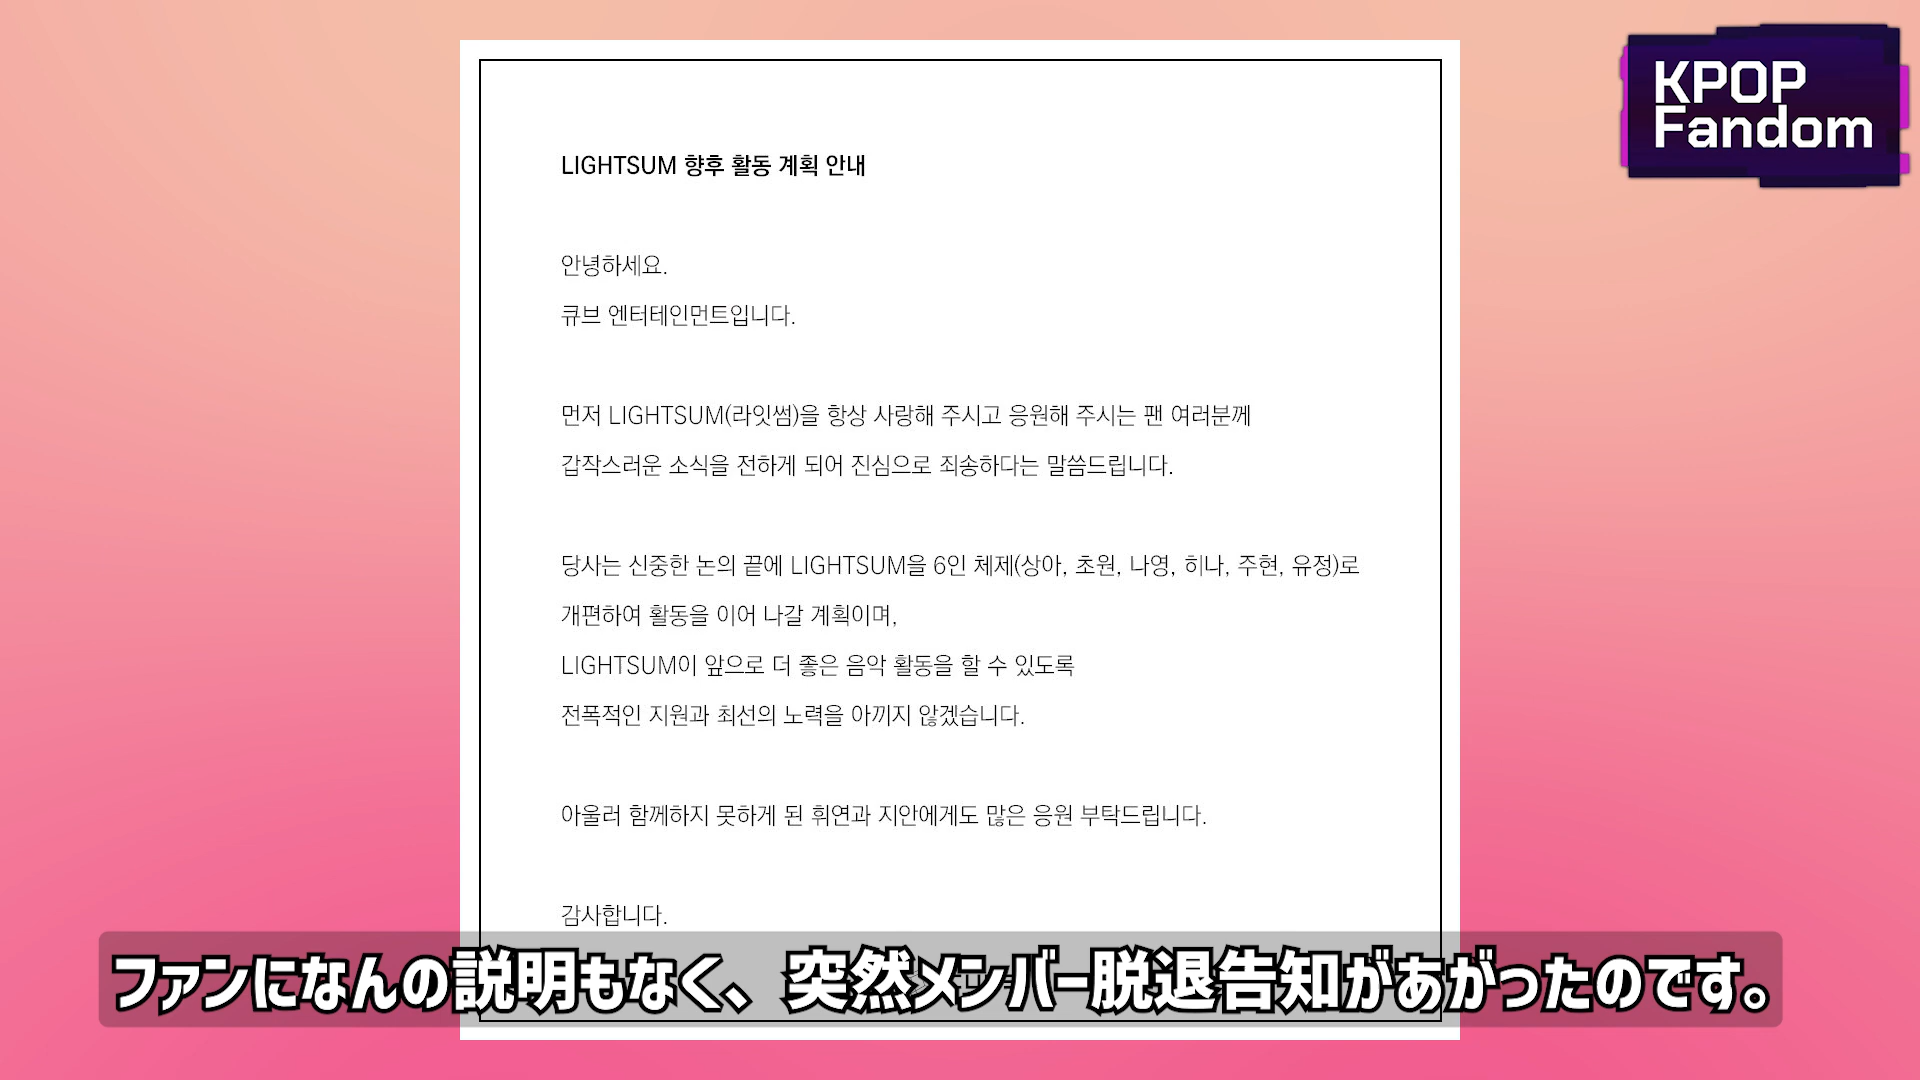 KPOP
Fandom
LIGHTSUM 향후 활동 계획 안내
안녕하세요.
큐브 엔터테인먼트입니다.
먼저 LIGHTSUM(라잇썸)을 항상 사랑해 주시고 응원해 주시는 팬 여러분께
갑작스러운 소식을 전하게 되어 진심으로 죄송하다는 말씀드립니다.
당사는 신중한 논의 끝에 LIGHTSUM을 6인 체제(상아, 초원, 나영, 히나, 주현, 유정)로
개편하여 활동을 이어 나갈 계획이며,
LIGHTSUM이 앞으로 더 좋은 음악 활동을 할 수 있도록
전폭적인 지원과 최선의 노력을 아끼지 않겠습니다.
아울러 함께하지 못하게 된 휘연과 지안에게도 많은 응원 부탁드립니다.
감사합니다.
ファンになんの説明もなく、突然メンバー脱退告知があがったのです。